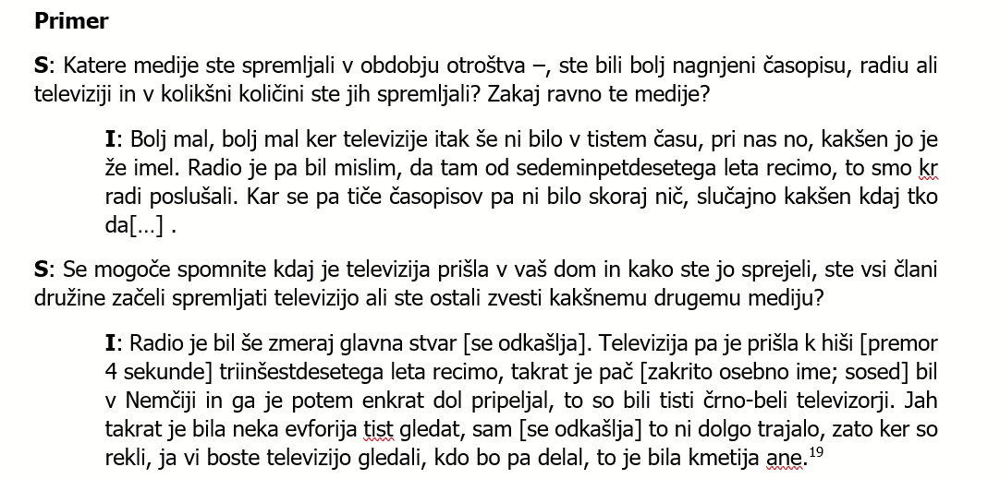 Primer
S: Katere medije ste spremljali v obdobju otroštva –, ste bili bolj nagnjeni časopisu, radiu ali
televiziji in v kolikšni količini ste jih spremljali? Zakaj ravno te medije?
I: Bolj mal, bolj mal ker televizije itak še ni bilo v tistem času, pri nas no, kakšen jo je
že imel. Radio je pa bil mislim, da tam od sedeminpetdesetega leta recimo, to smo kr
radi poslušali. Kar se pa tiče časopisov pa ni bilo skoraj nič, slučajno kakšen kdaj tko
da[…] .
S: Se mogoče spomnite kdaj je televizija prišla v vaš dom in kako ste jo sprejeli, ste vsi člani
družine začeli spremljati televizijo ali ste ostali zvesti kakšnemu drugemu mediju?
I: Radio je bil še zmeraj glavna stvar [se odkašlja]. Televizija pa je prišla k hiši [premor
4 sekunde] triinšestdesetega leta recimo, takrat je pač [zakrito osebno ime; sosed] bil
v Nemčiji in ga je potem enkrat dol pripeljal, to so bili tisti črno-beli televizorji. Jah
takrat je bila neka evforija tist gledat, sam [se odkašlja] to ni dolgo trajalo, zato ker so
rekli, ja vi boste televizijo gledali, kdo bo pa delal, to je bila kmetija ane.19